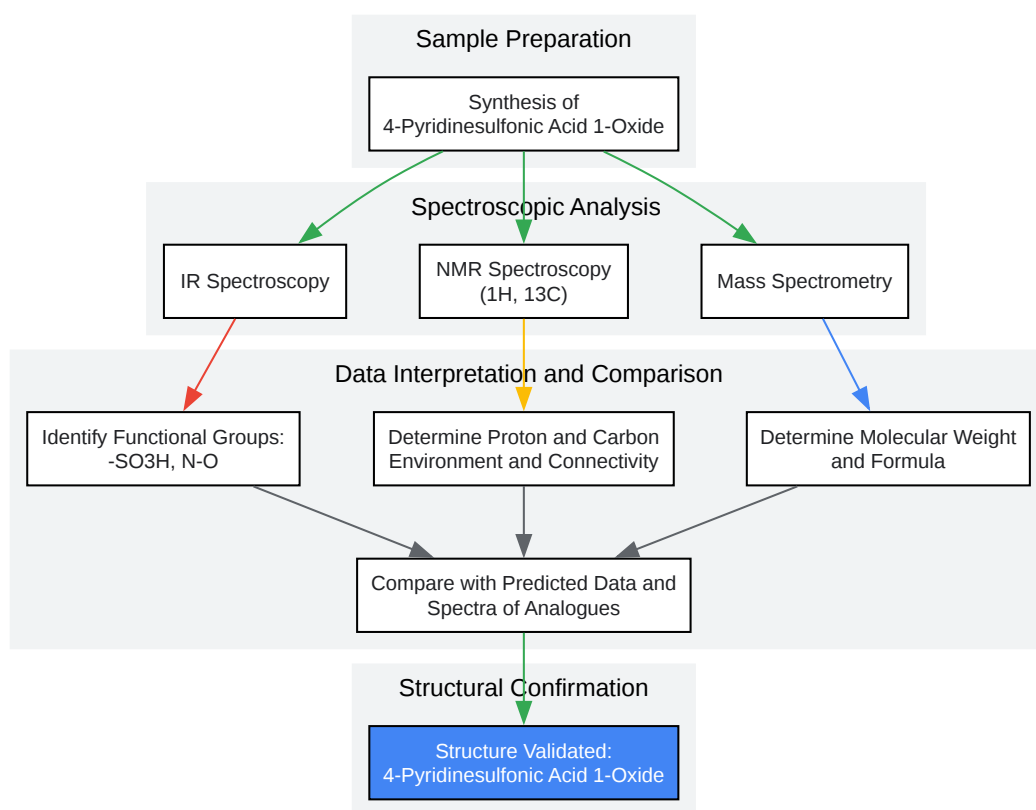 Sample Preparation
Synthesis of
4-Pyridinesulfonic Acid 1-Oxide
Spectroscopic Analysis
IR Spectroscopy
NMR Spectroscopy
(1H, 13C)
Mass Spectrometry
Data Interpretation and Comparison
Identify Functional Groups:
-SO3H, N-O
Determine Proton and Carbon
Environment and Connectivity
Determine Molecular Weight
and Formula
Compare with Predicted Data and
Spectra of Analogues
Structural Confirmation
Structure Validated:
4-Pyridinesulfonic Acid 1-Oxide